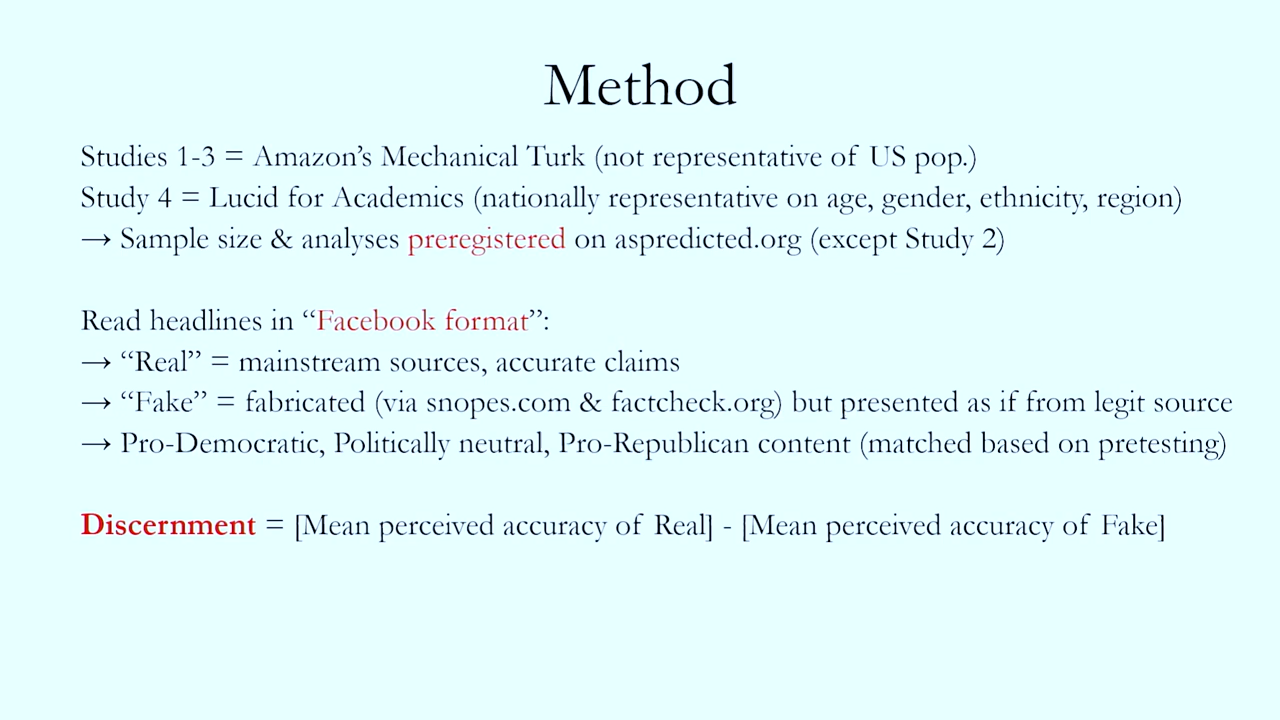 Method
Studies 1-3 = Amazon’s Mechanical Turk (not representative of US pop.)
Study 4 = Lucid for Academics (nationally representative on age, gender, ethnicity, region)
→ Sample size & analyses preregistered on aspredicted.org (except Study 2)
Read headlines in “Facebook format”:
→ “Real” = mainstream sources, accurate claims
→ “Fake” = fabricated (via snopes.com & factcheck.org) but presented as if from legit source
→ Pro-Democratic, Politically neutral, Pro-Republican content (matched based on pretesting)
Discernment = [Mean perceived accuracy of Real] - [Mean perceived accuracy of Fake]